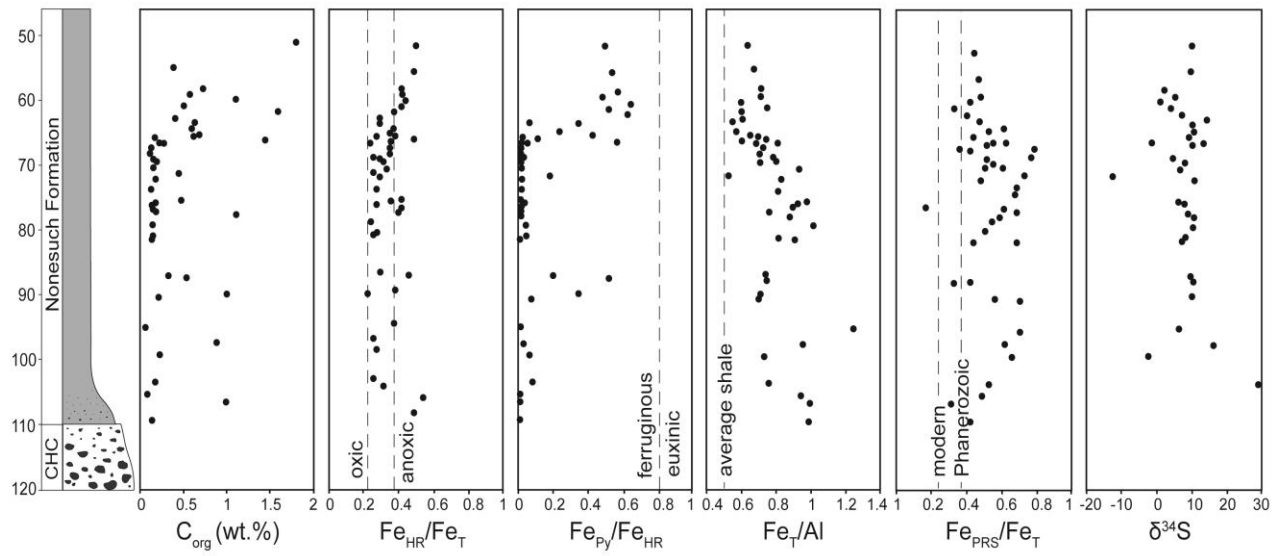 50
60
70
80
90
100
110
120
Nonesuch Formation
CHC
0 0.5 1 1.5 2
C_org (wt.%)
oxic
anoxic
0 0.2 0.4 0.6 0.8 1
Fe_HR/Fe_T
ferruginous
euxinic
0 0.2 0.4 0.6 0.8 1
Fe_Py/Fe_HR
average shale
0.4 0.6 0.8 1 1.2 1.4
Fe_T/Al
modern
Phanerozoic
0 0.2 0.4 0.6 0.8 1
Fe_PRS/Fe_T
-20 -10 0 10 20 30
δ³⁴S